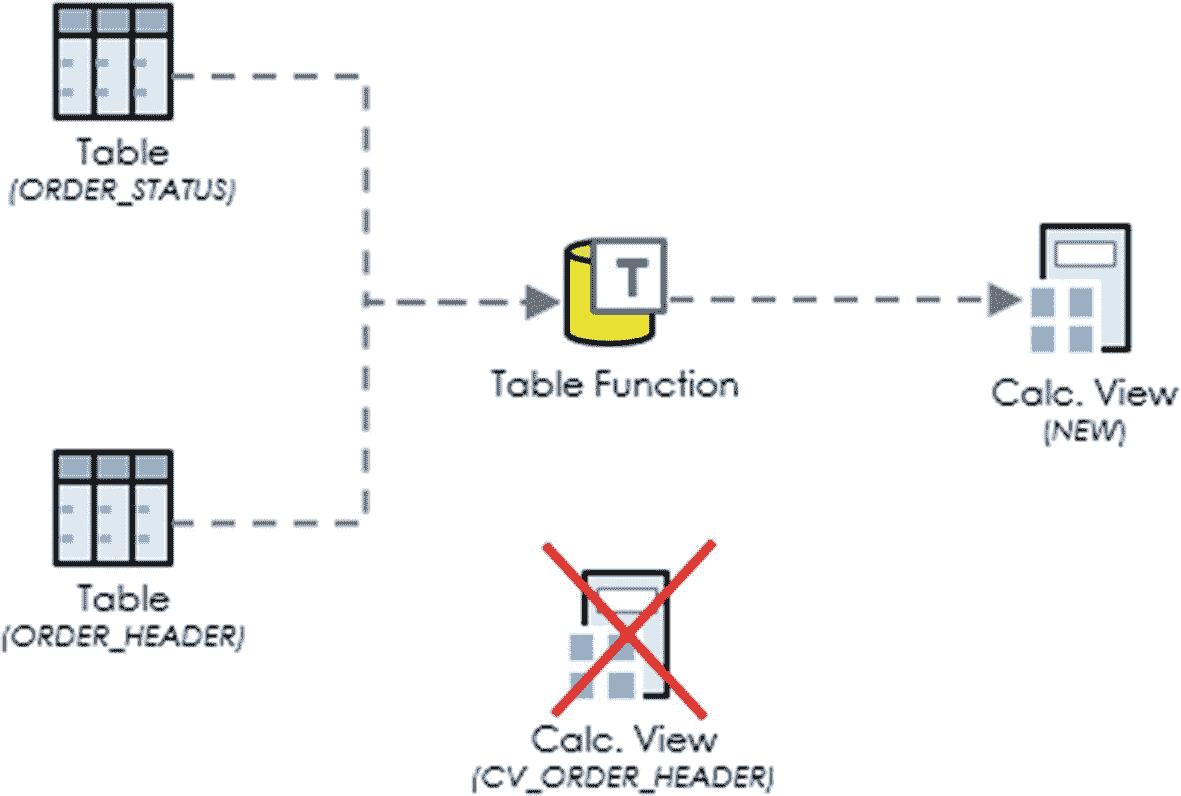 Table
(ORDER_STATUS)
T
Table Function
Calc. View
(NEW)
Table
(ORDER_HEADER)
Calc. View
(CV_ORDER_HEADER)